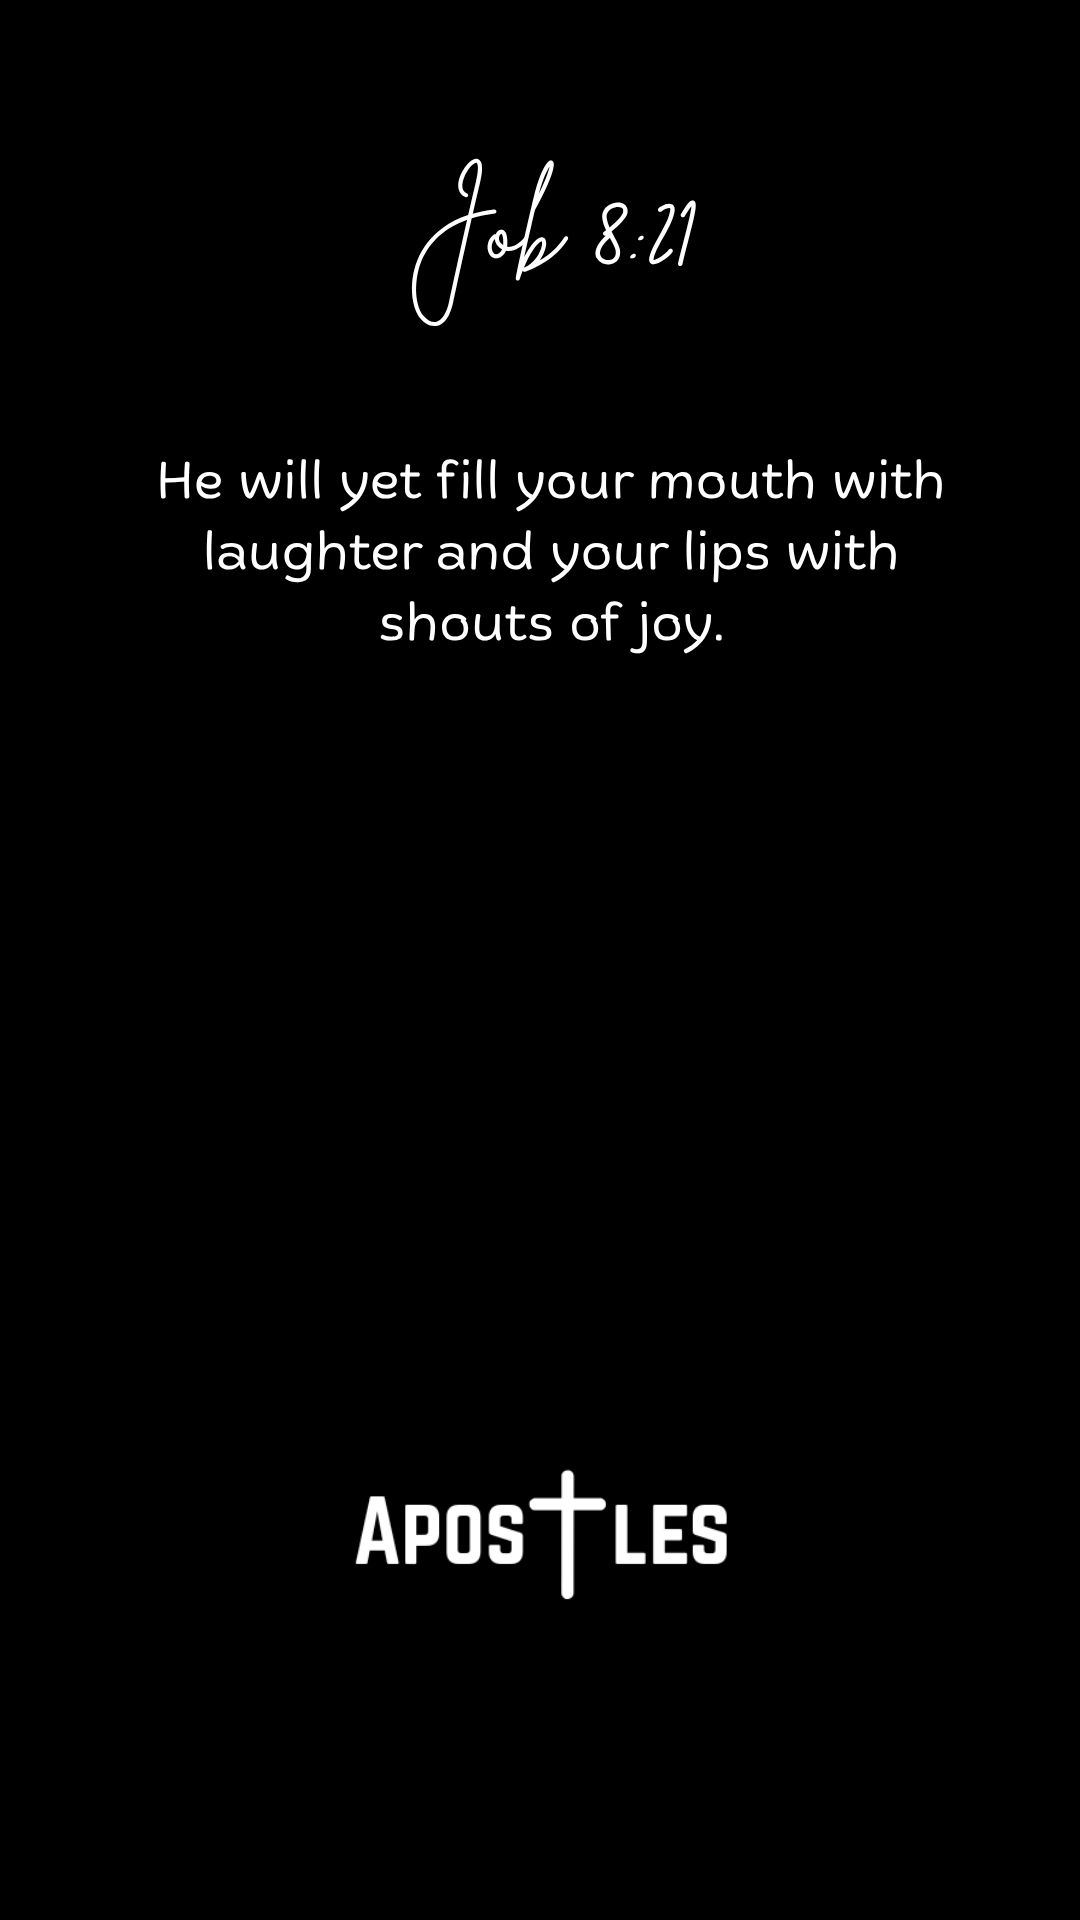 Job 8:21
He will yet fill your mouth with
laughter and your lips with
shouts of joy.
APOSTLES